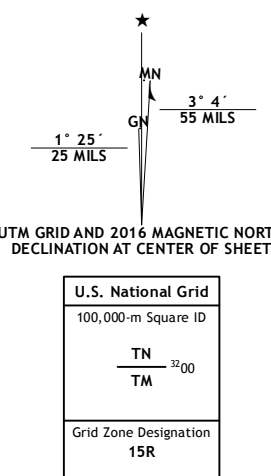 ★
MN
GN
3° 4´
55 MILS
1° 25´
25 MILS
UTM GRID AND 2016 MAGNETIC NORT
DECLINATION AT CENTER OF SHEET
U.S. National Grid
100,000-m Square ID
TN
3200
TM
Grid Zone Designation
15R